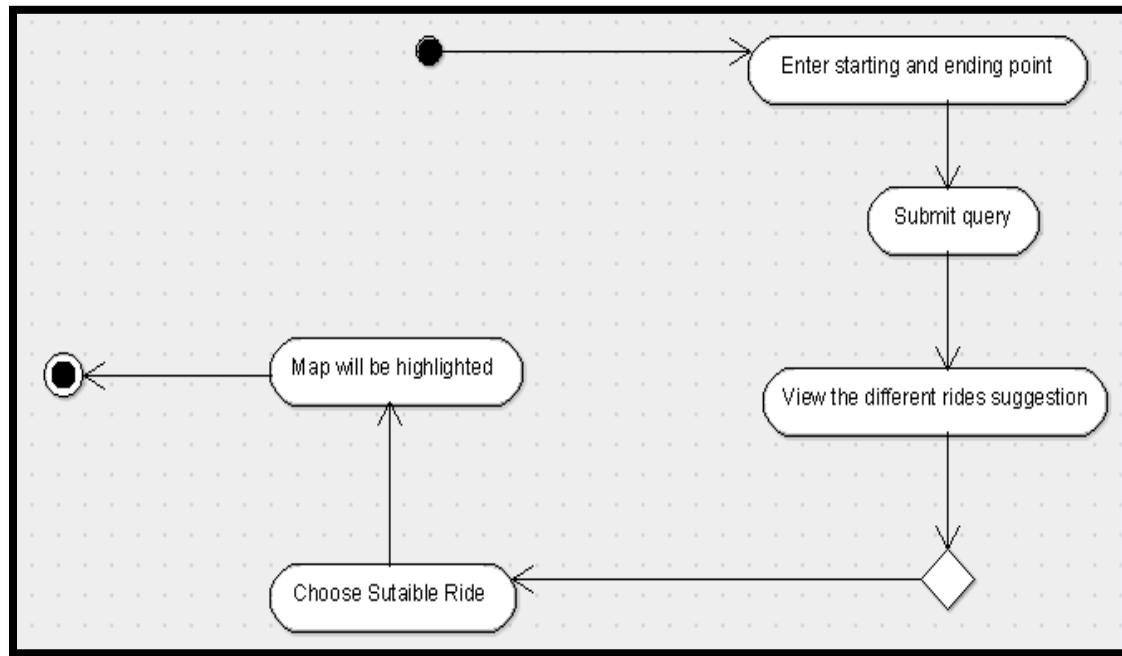 Enter starting and ending point
Submit query
View the different rides suggestion
Choose Sutaible Ride
Map will be highlighted